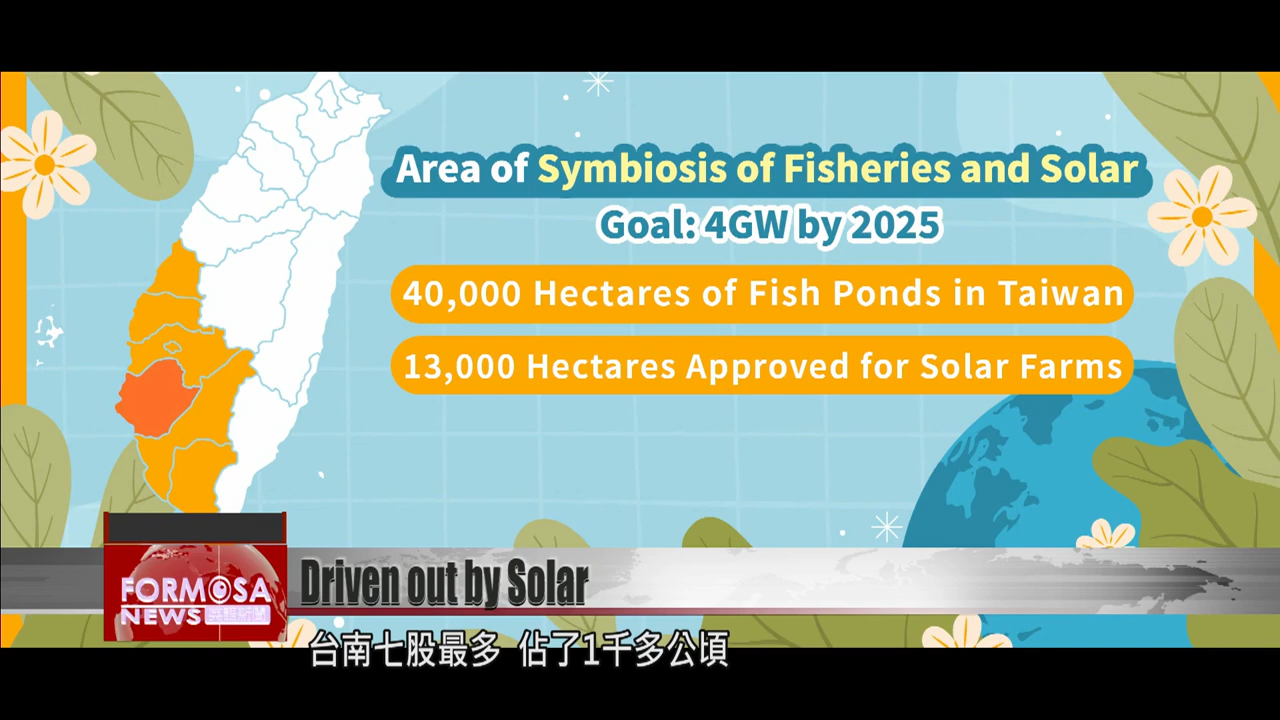 Area of Symbiosis of Fisheries and Solar
Goal: 4GW by 2025
40,000 Hectares of Fish Ponds in Taiwan
13,000 Hectares Approved for Solar Farms
Driven out by Solar
FORMOSA
NEWS
台南七股最多 佔了1千多公頃